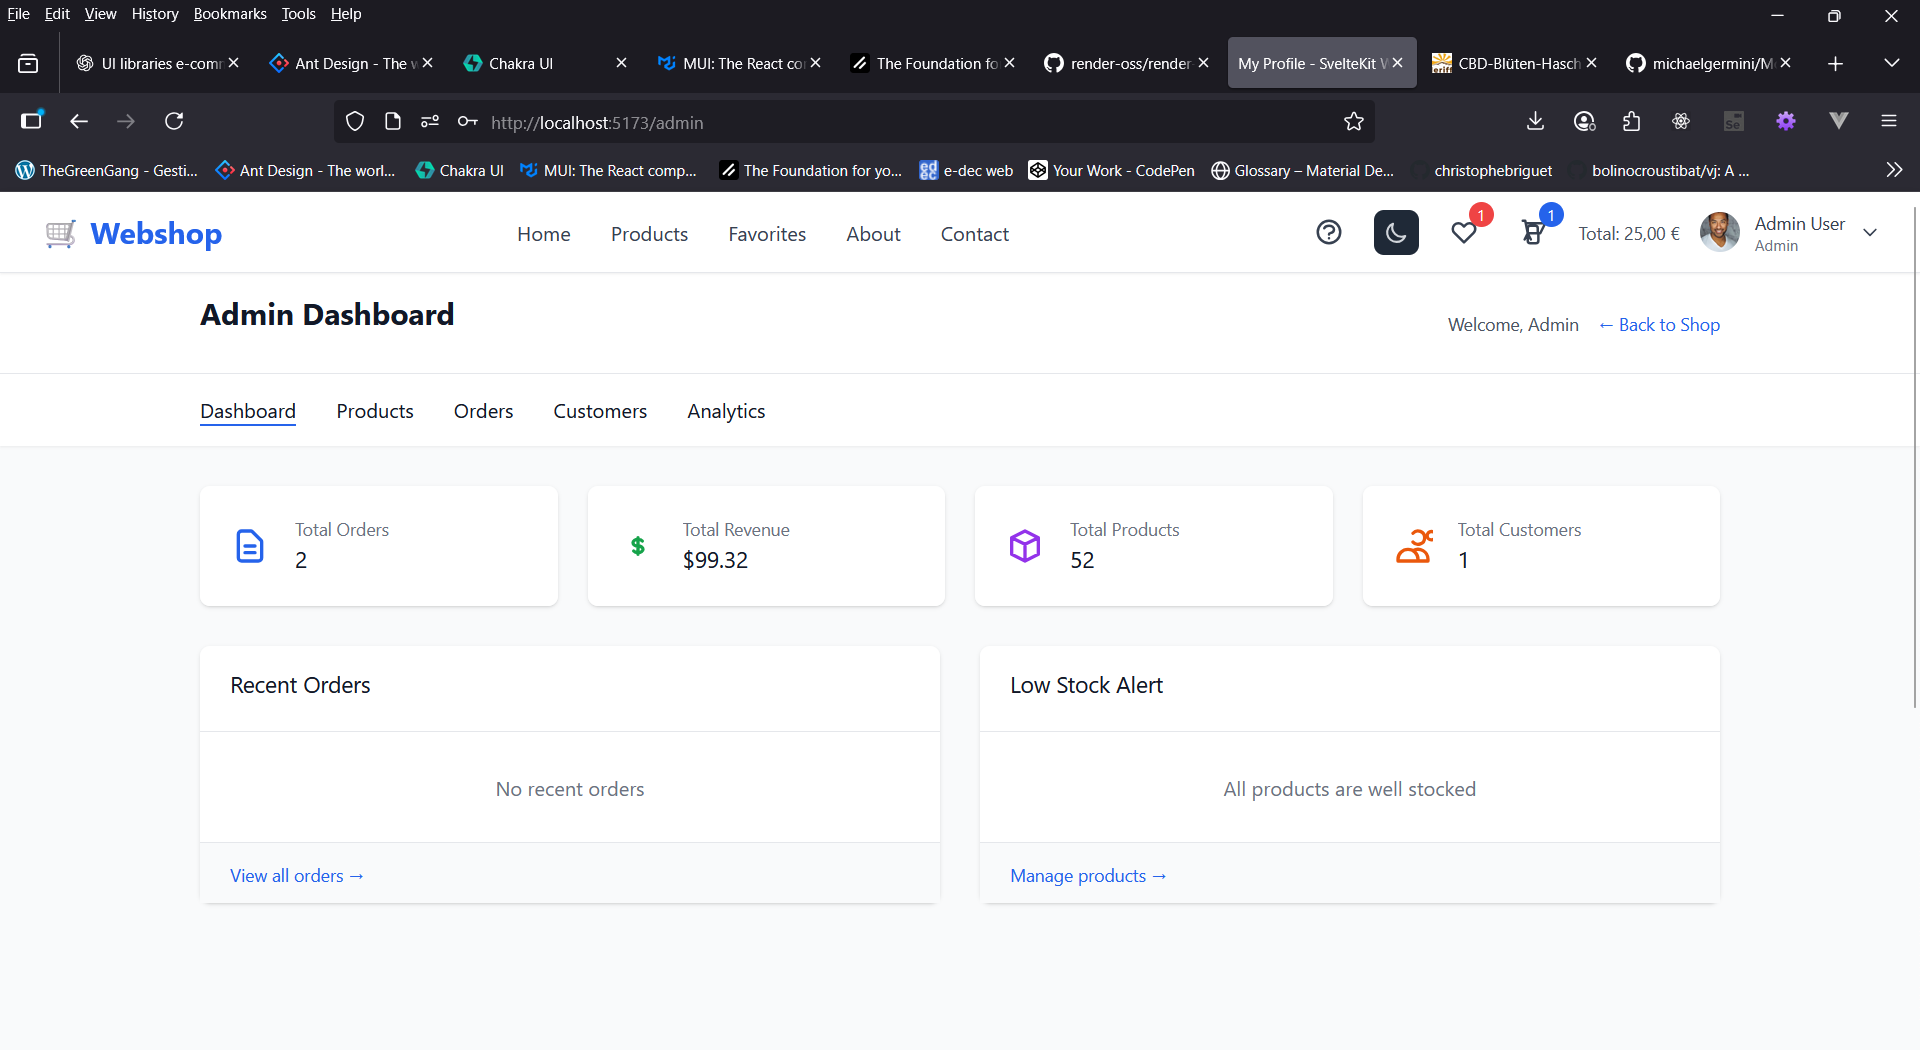 File Edit View History Bookmarks Tools Help
UI libraries e-comm Ant Design - The w Chakra UI MUI: The React co The Foundation fo render-oss/render- My Profile - SvelteKit W CBD-Blüten-Hasch michaelgermini/Mo
http://localhost:5173/admin
TheGreenGang - Gesti... Ant Design - The worl... Chakra UI MUI: The React comp... The Foundation for yo... e-dec web Your Work - CodePen Glossary – Material De... christophebriguet bolinocroustibat/vj: A ...
Webshop Home Products Favorites About Contact 1 1 Total: 25,00 € Admin User
Admin
Admin Dashboard
Welcome, Admin ← Back to Shop
Dashboard Products Orders Customers Analytics
Total Orders
2
Total Revenue
$99.32
Total Products
52
Total Customers
1
Recent Orders
No recent orders
View all orders →
Low Stock Alert
All products are well stocked
Manage products →